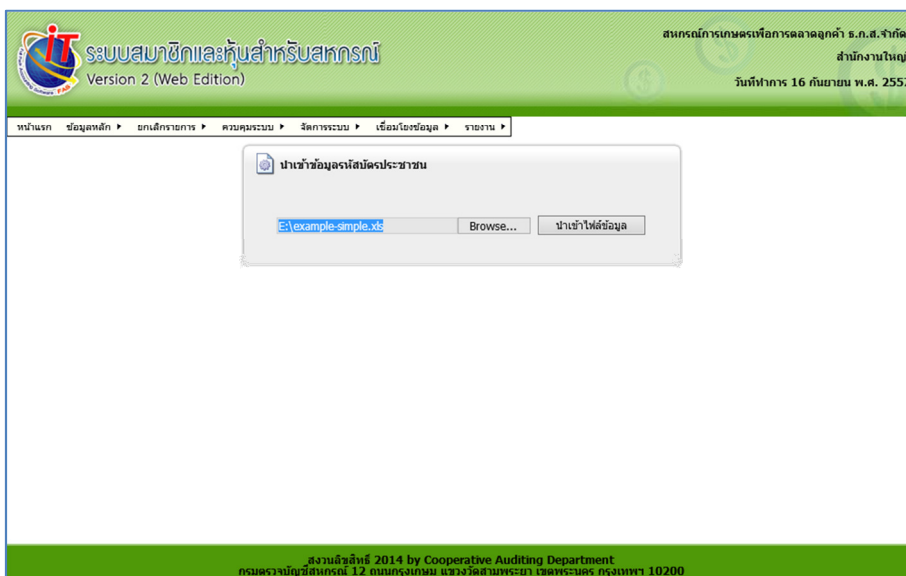 iT
FAS
ระบบสมาชิกและหุ้นสำหรับสหกรณ์
Version 2 (Web Edition)
สหกรณ์การเกษตรเพื่อการตลาดลูกค้า ธ.ก.ส.จำกัด
สำนักงานใหญ่
วันที่ทำการ 16 กันยายน พ.ศ. 2557
หน้าแรก ข้อมูลหลัก ยกเลิกรายการ ควบคุมระบบ จัดการระบบ เชื่อมโยงข้อมูล รายงาน
นำเข้าข้อมูลรหัสบัตรประชาชน
E:\example-simple.xls Browse... นำเข้าไฟล์ข้อมูล
สงวนลิขสิทธิ์ 2014 by Cooperative Auditing Department
กรมตรวจบัญชีสหกรณ์ 12 ถนนกรุงเกษม แขวงวัดสามพระยา เขตพระนคร กรุงเทพฯ 10200